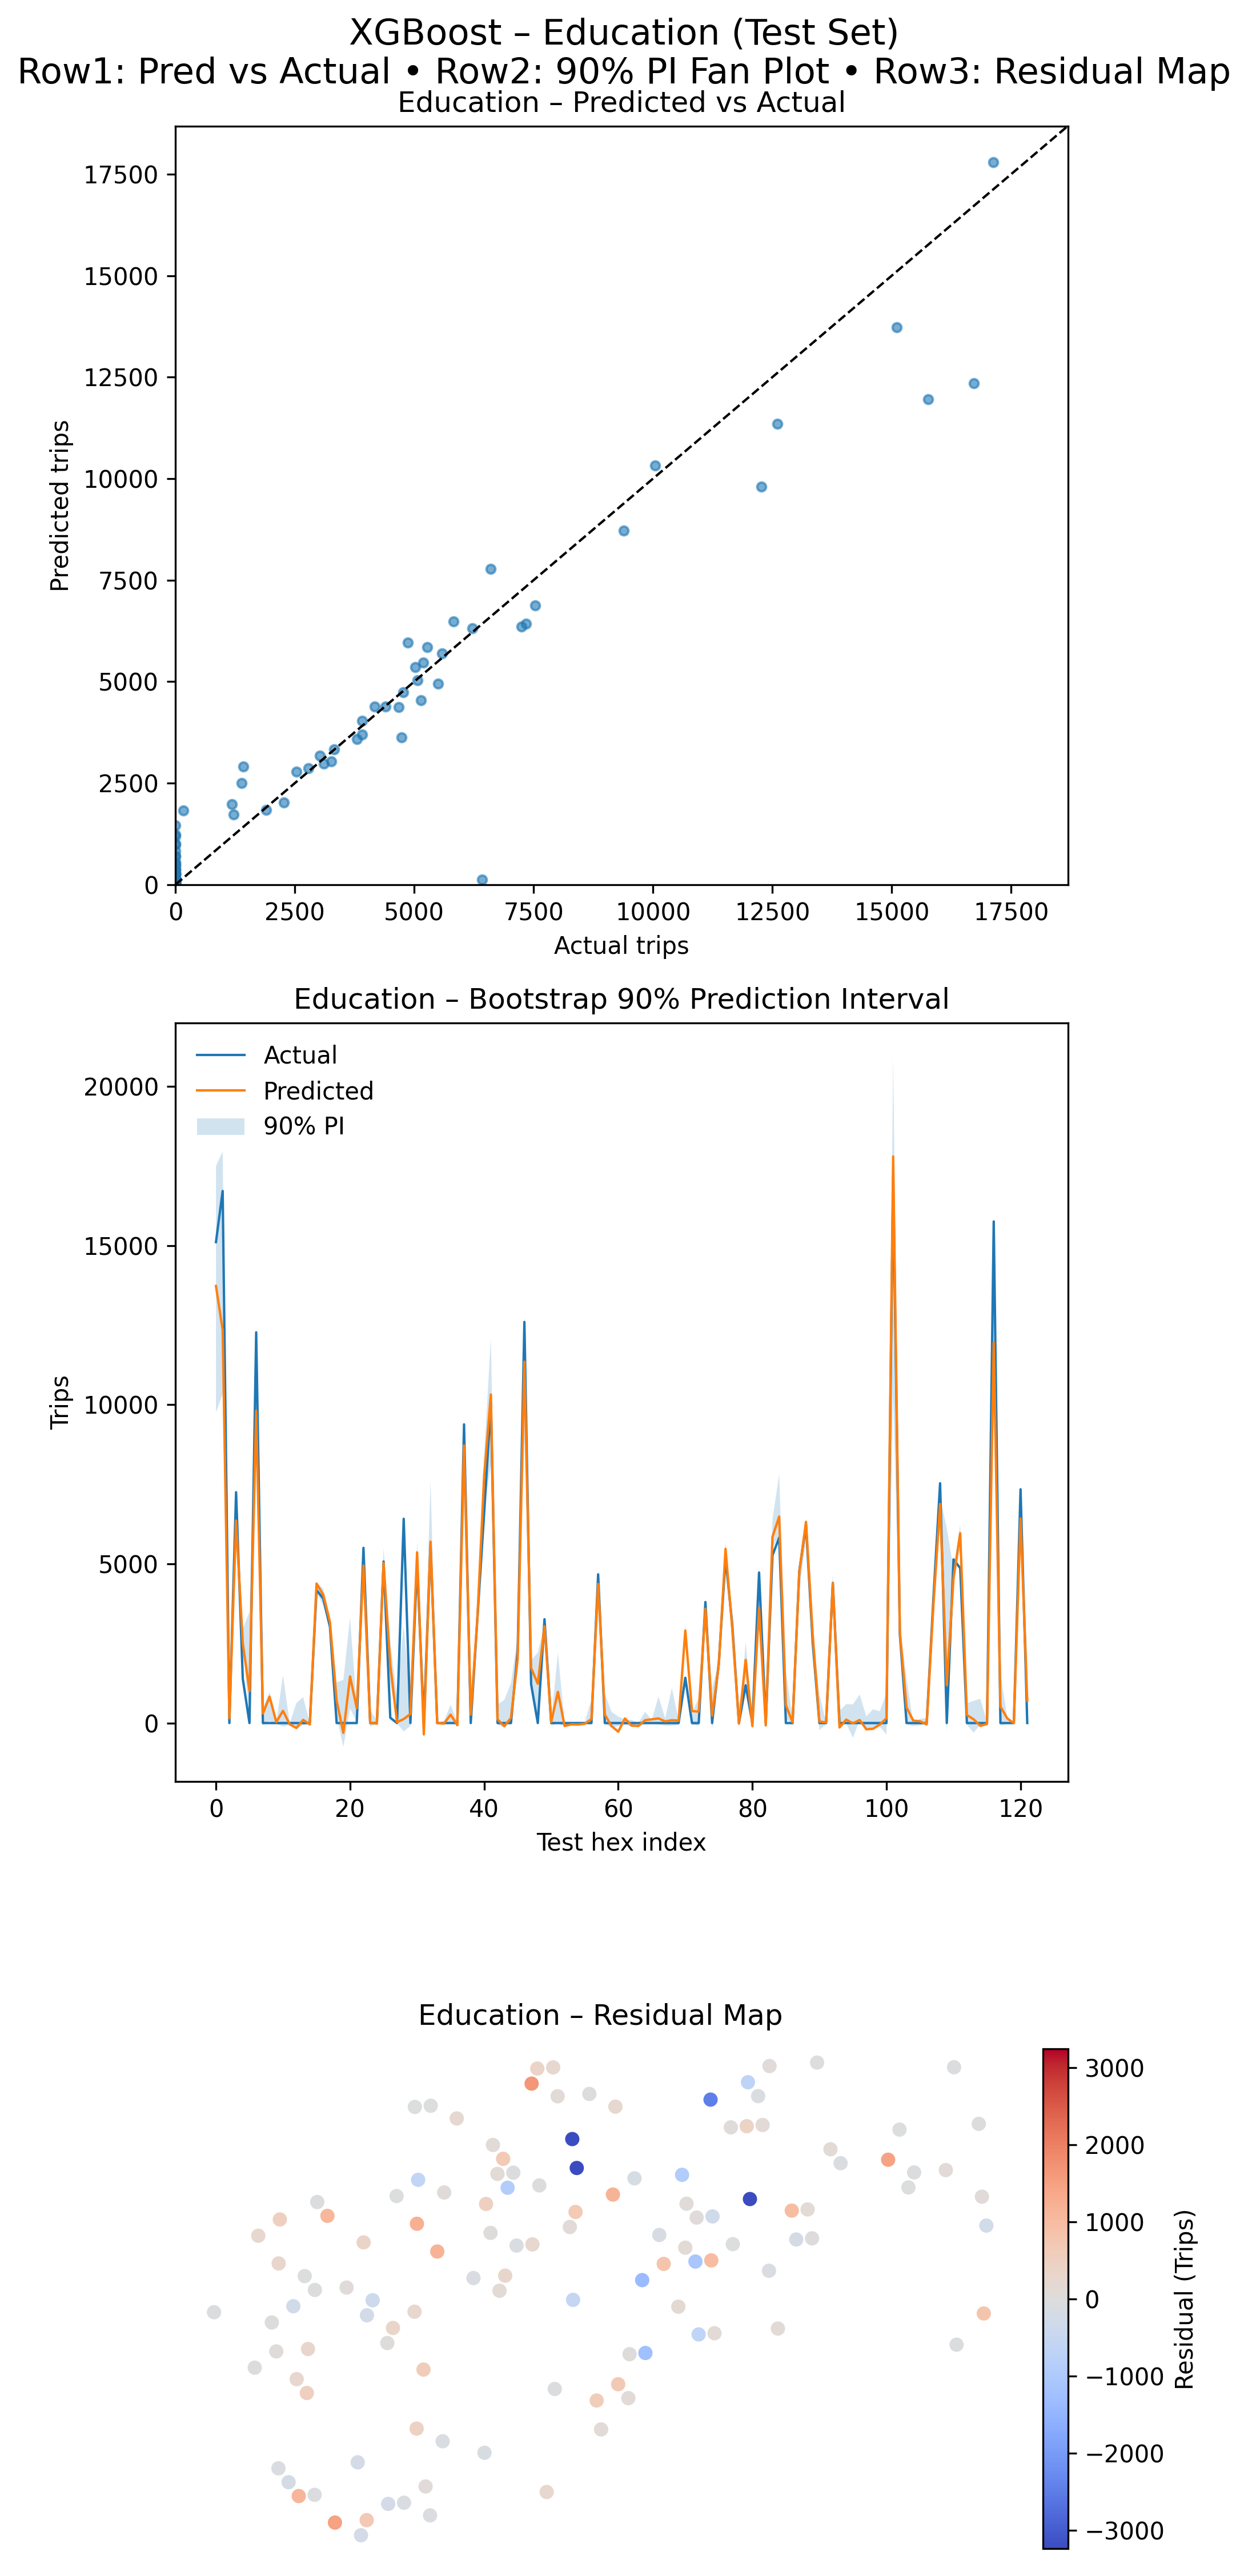 XGBoost – Education (Test Set)
Row1: Pred vs Actual • Row2: 90% PI Fan Plot • Row3: Residual Map
Education – Predicted vs Actual
17500
15000
12500
10000
7500
5000
2500
0
Predicted trips
0 2500 5000 7500 10000 12500 15000 17500
Actual trips
Education – Bootstrap 90% Prediction Interval
Actual
Predicted
90% PI
20000
15000
10000
5000
0
Trips
0 20 40 60 80 100 120
Test hex index
Education – Residual Map
3000
2000
1000
0
−1000
−2000
−3000
Residual (Trips)